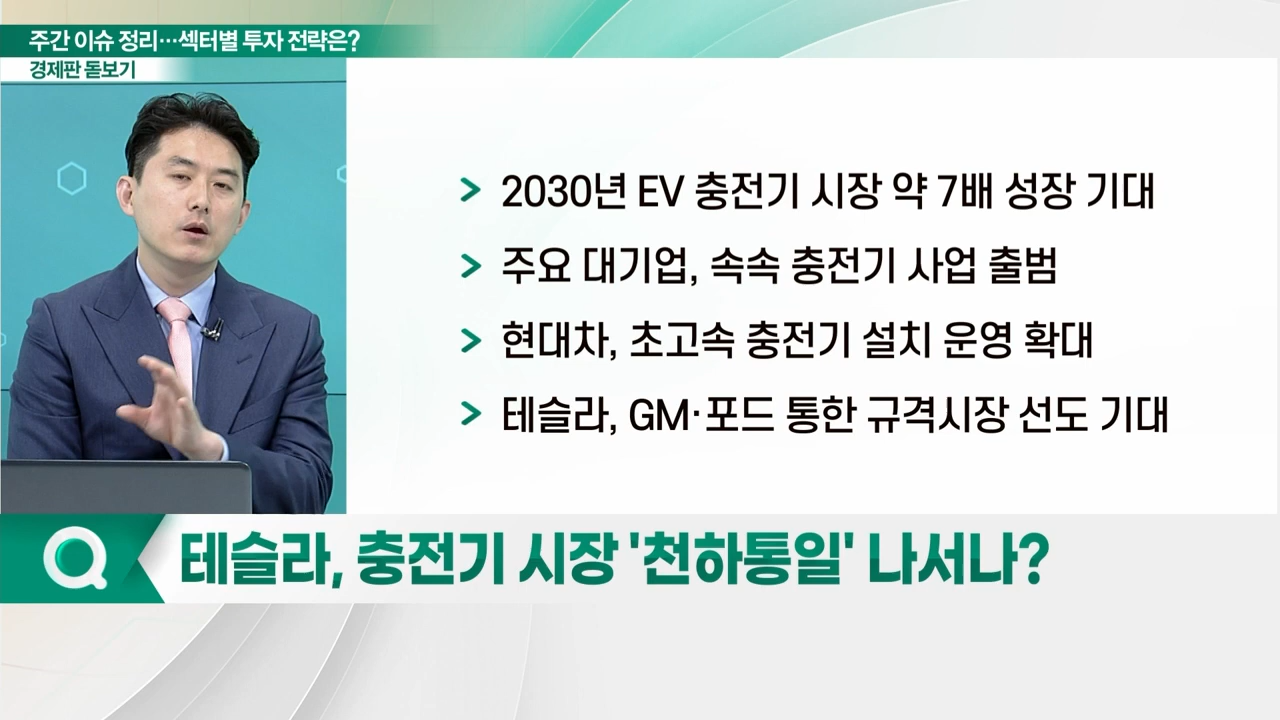 주간 이슈 정리…섹터별 투자 전략은?
경제판 돋보기
> 2030년 EV 충전기 시장 약 7배 성장 기대
> 주요 대기업, 속속 충전기 사업 출범
> 현대차, 초고속 충전기 설치 운영 확대
> 테슬라, GM·포드 통한 규격시장 선도 기대
테슬라, 충전기 시장 '천하통일' 나서나?